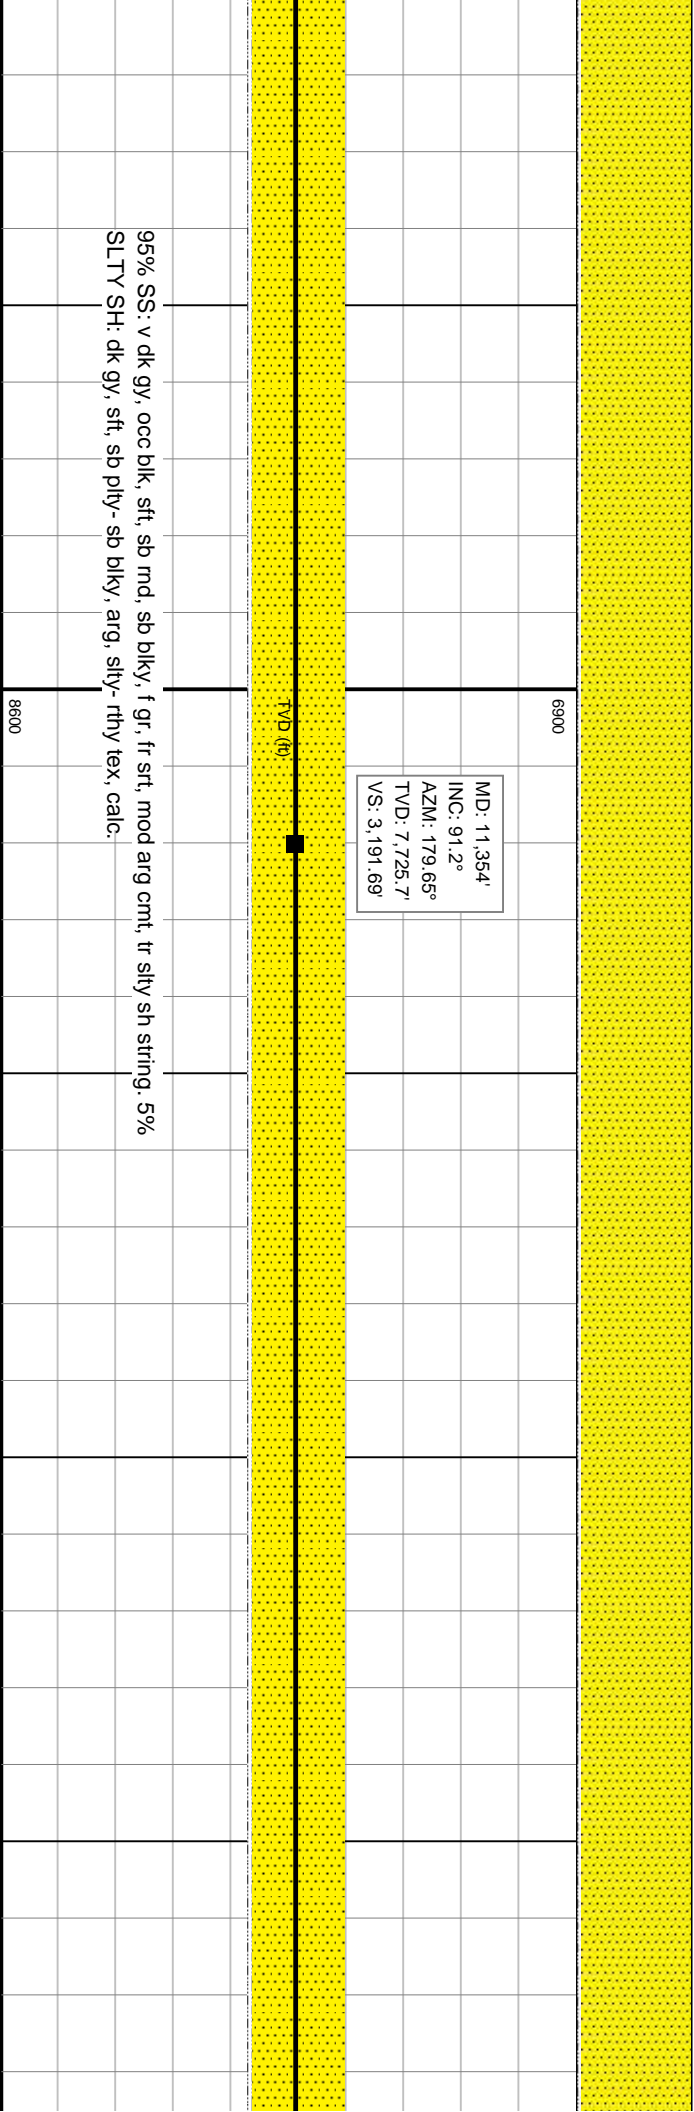 6900
MD: 11,354'
INC: 91.2°
AZM: 179.65°
TVD: 7,725.7'
VS: 3,191.69'
TVD (ft)
95% SS: v dk gy, occ blk, sft, sb rnd, sb blky, f gr, fr srt, mod arg cmt, tr slty sh string. 5%
SLTY SH: dk gy, sft, sb plty- sb blky, arg, slty- rthy tex, calc.
8600